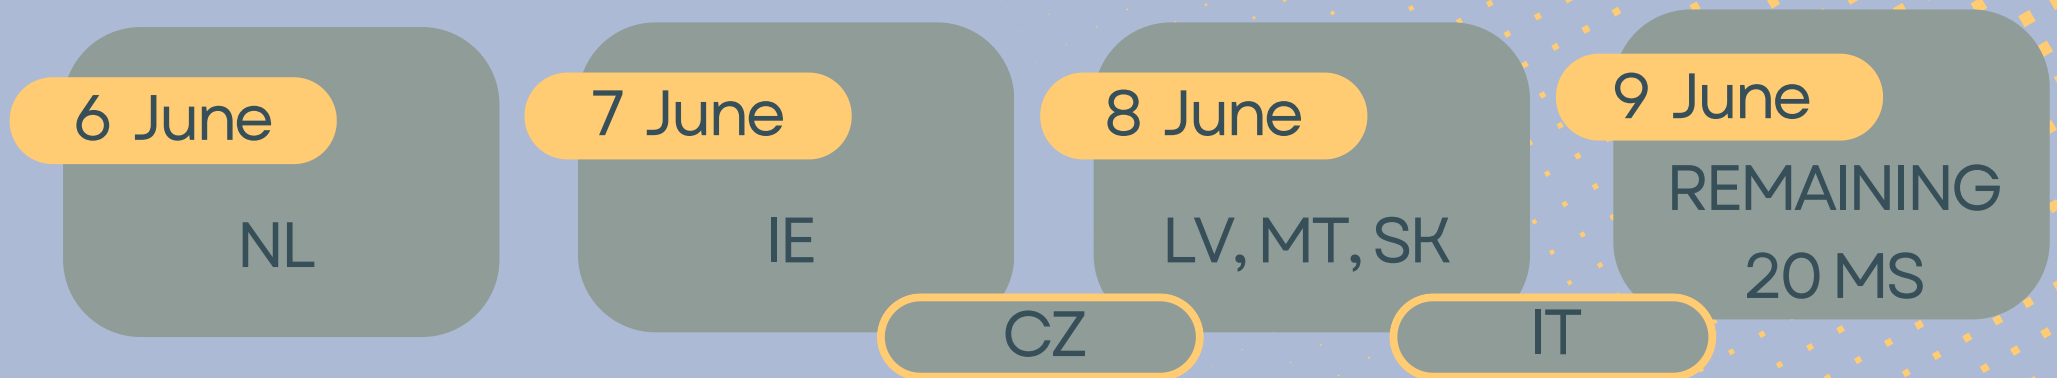 6 June
NL
7 June
IE
CZ
8 June
LV, MT, SK
IT
9 June
REMAINING
20 MS